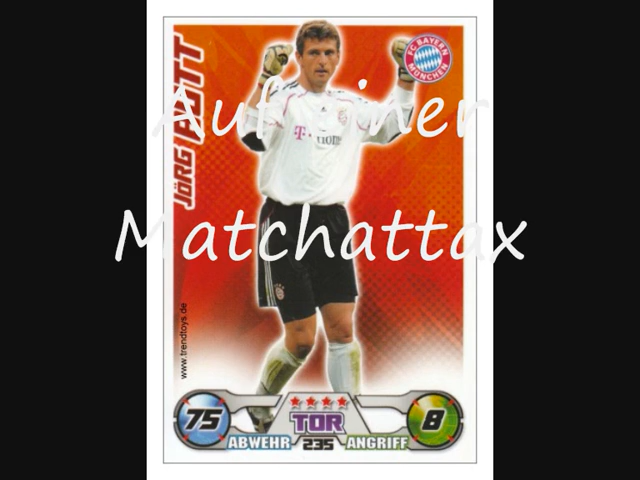 JÖRG BUTT
FC BAYERN
MÜNCHEN
Auf einer
Matchattax
www.trendtoys.de
75
TOR
8
ABWEHR
235
ANGRIFF